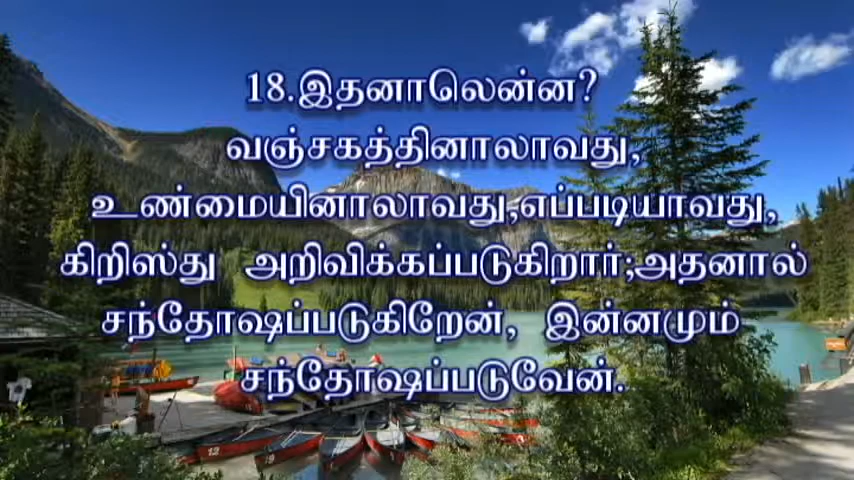 18.இதனாலென்ன?
வஞ்சகத்தினாலாவது,
உண்மையினாலாவது,எப்படியாவது,
கிறிஸ்து அறிவிக்கப்படுகிறார்;அதனால்
சந்தோஷப்படுகிறேன், இன்னமும்
சந்தோஷப்படுவேன்.
12